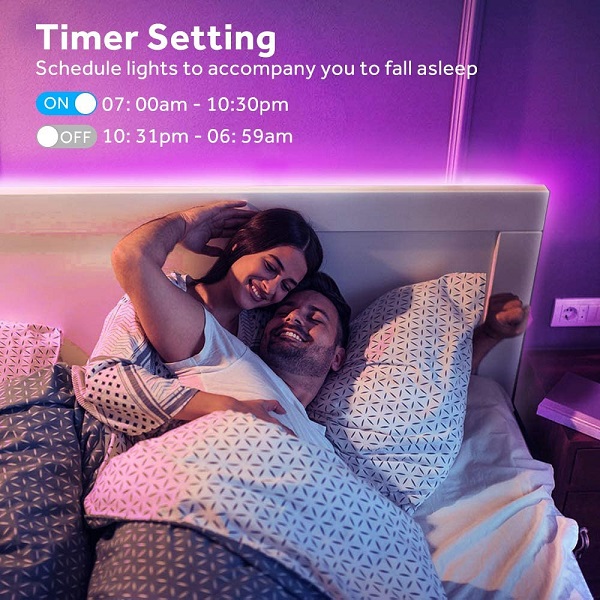 Timer Setting
Schedule lights to accompany you to fall asleep
ON 07: 00am - 10:30pm
OFF 10: 31pm - 06: 59am